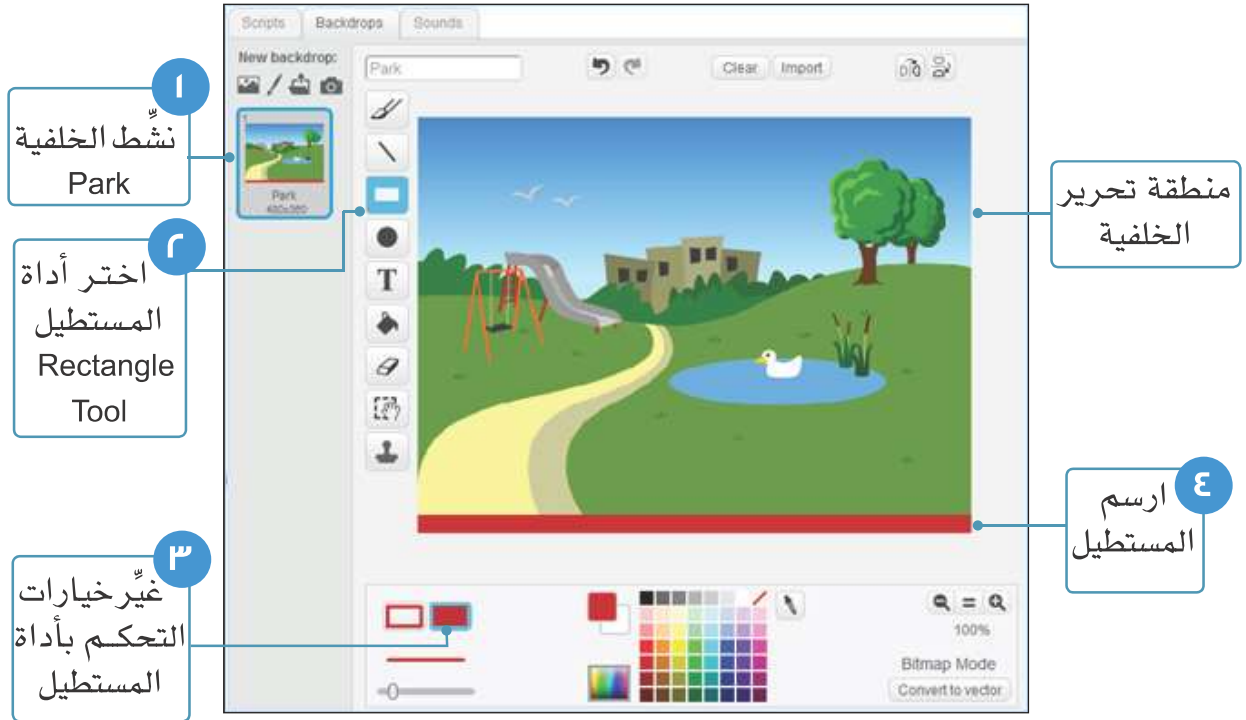 Scripts Backdrops Sounds
New backdrop:
Park
Clear Import
1
Park
480x360
T
100%
Bitmap Mode
Convert to vector
١
نشِّط الخلفية
Park
٢
اختر أداة
المستطيل
Rectangle
Tool
٣
غيِّر خيارات
التحكم بأداة
المستطيل
منطقة تحرير
الخلفية
٤
ارسم
المستطيل